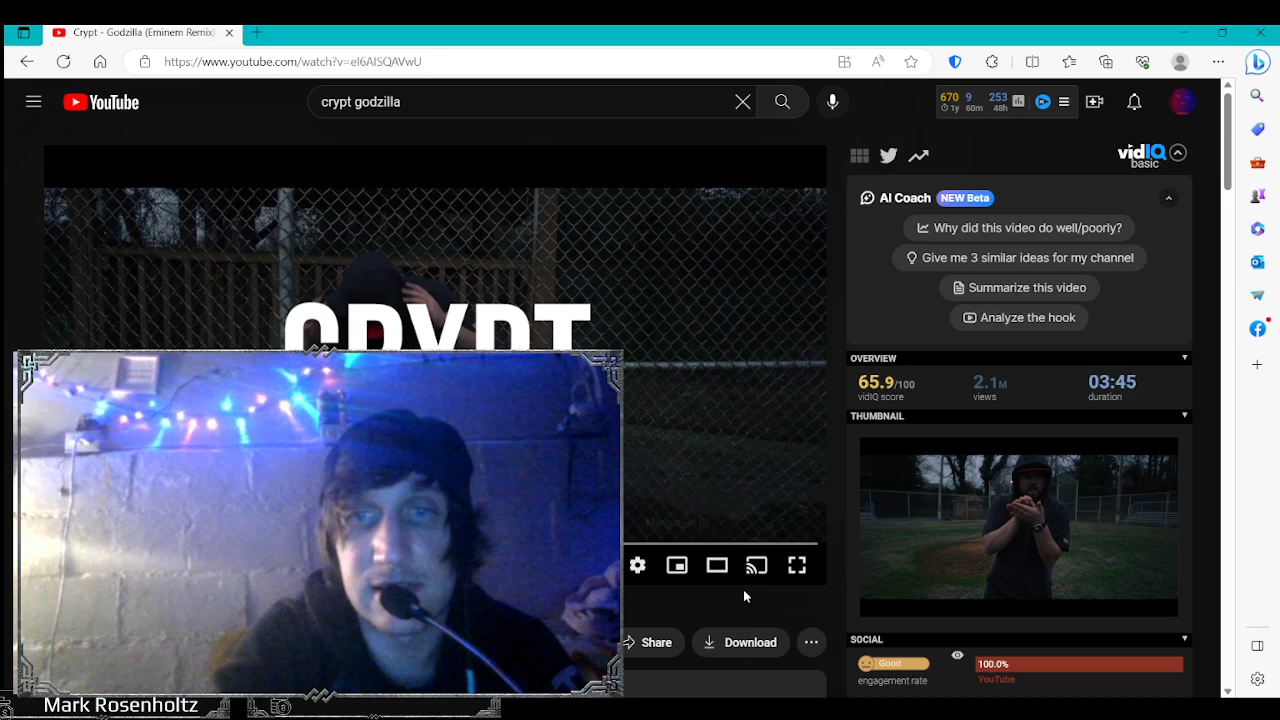 Crypt - Godzilla (Eminem Remix)
https://www.youtube.com/watch?v=eI6AISQAVwU
YouTube
crypt godzilla
670 9 253
1y 60m 48h
vidIQ
basic
AI Coach NEW Beta
Why did this video do well/poorly?
Give me 3 similar ideas for my channel
Summarize this video
Analyze the hook
CRYPT
OVERVIEW
65.9/100 2.1M 03:45
vidIQ score views duration
THUMBNAIL
Share Download
SOCIAL
Good 100.0%
engagement rate YouTube
Mark Rosenholtz